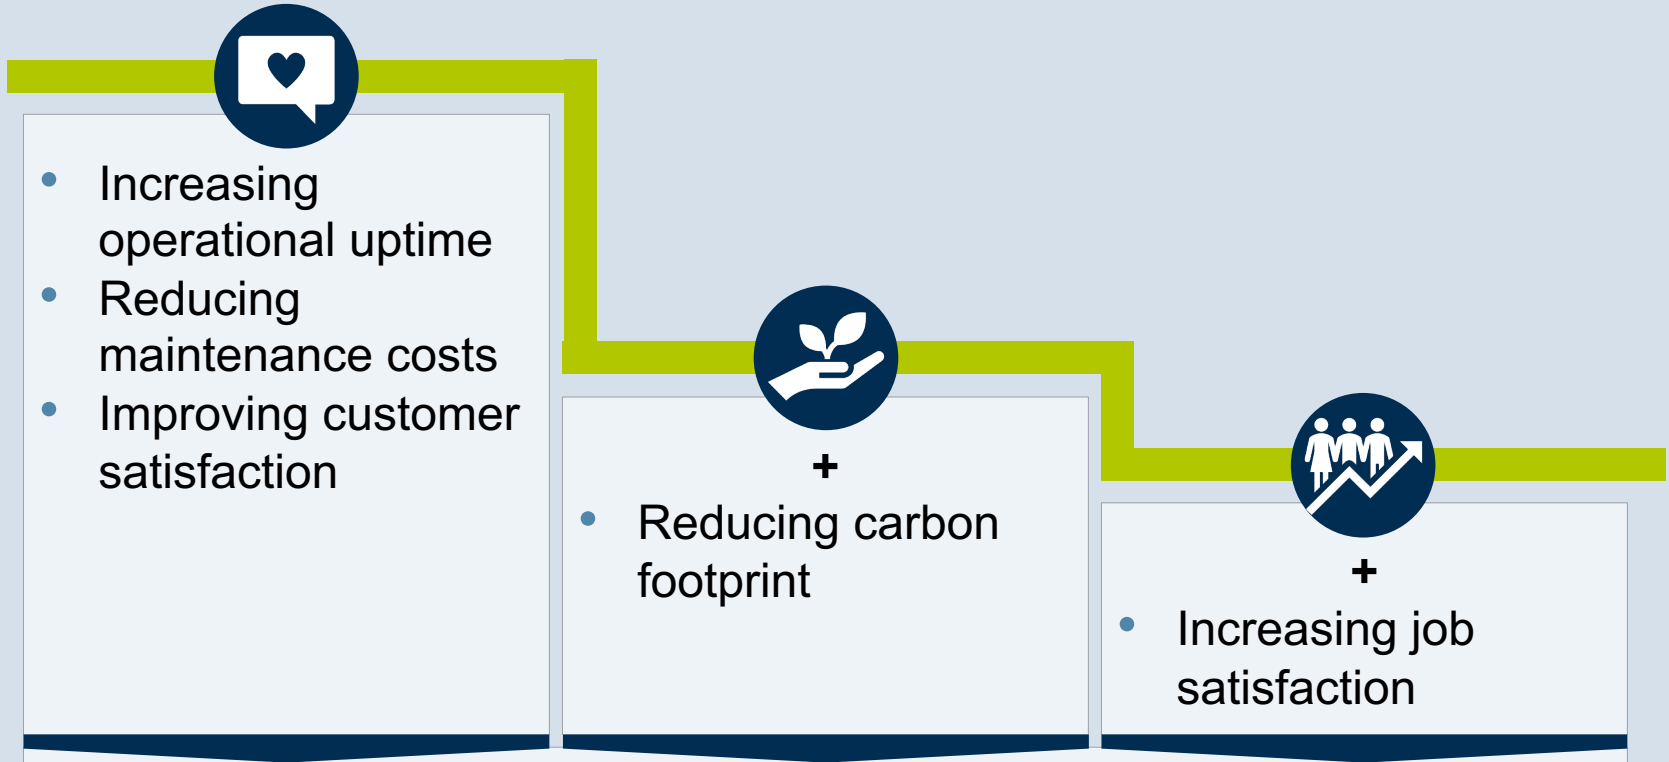 • Increasing
operational uptime
• Reducing
maintenance costs
• Improving customer
satisfaction
+
• Reducing carbon
footprint
+
• Increasing job
satisfaction